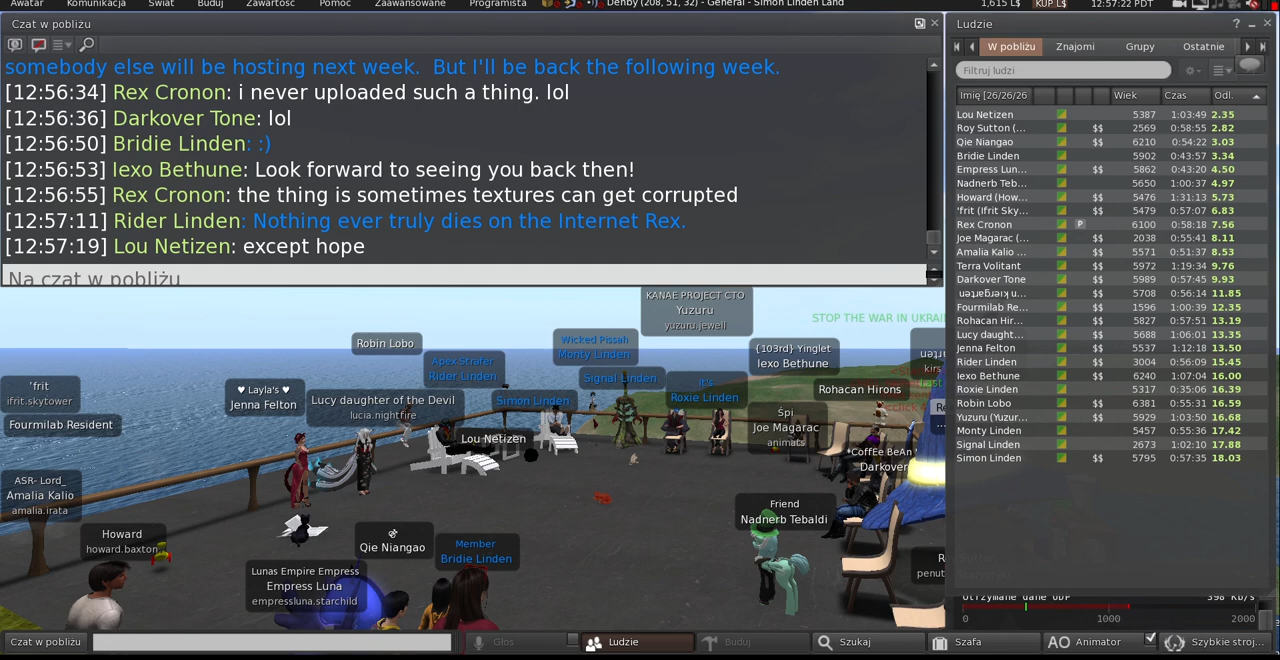 Awatar Komunikacja Świat Buduj Zawartość Pomoc Zaawansowane Programista Denby (208, 51, 32) - General - Simon Linden Land 1,615 L$ KUP L$ 12:57:22 PDT
Czat w pobliżu
somebody else will be hosting next week. But I'll be back the following week.
[12:56:34] Rex Cronon: i never uploaded such a thing. lol
[12:56:36] Darkover Tone: lol
[12:56:50] Bridie Linden: :)
[12:56:53] Iexo Bethune: Look forward to seeing you back then!
[12:56:55] Rex Cronon: the thing is sometimes textures can get corrupted
[12:57:11] Rider Linden: Nothing ever truly dies on the Internet Rex.
[12:57:19] Lou Netizen: except hope
Na czat w pobliżu
KANAE PROJECT CTO
Yuzuru
yuzuru.jewell
STOP THE WAR IN UKRAI
Robin Lobo
Wicked Pissah
Monty Linden
{103rd} Yinglet
Iexo Bethune
kirs
Apex Strafer
Rider Linden
Signal Linden
It's
Roxie Linden
Rohacan Hirons
'frit
ifrit.skytower
♥ Layla's ♥
Jenna Felton
Lucy daughter of the Devil
lucia.nightfire
Simon Linden
Śpi
Joe Magarac
animats
Fourmilab Resident
Lou Netizen
*CoffEe BeAn
Darkover
ASR- Lord_
Amalia Kalio
amalia.irata
Friend
Nadnerb Tebaldi
Howard
howard.baxton
Qie Niangao
Member
Bridie Linden
penut
Lunas Empire Empress
Empress Luna
empressluna.starchild
Ludzie
? _ ×
W pobliżu Znajomi Grupy Ostatnie
Filtruj ludzi
Imię [26/26/26 Wiek Czas Odl.
Lou Netizen 5387 1:03:49 2.35
Roy Sutton (... $$ 2569 0:58:55 2.82
Qie Niangao $$ 6210 0:54:22 3.03
Bridie Linden 5902 0:43:57 3.34
Empress Lun... $$ 5862 0:43:20 4.50
Nadnerb Teb... 5650 1:00:37 4.97
Howard (How... $$ 5476 1:31:13 5.73
'frit (Ifrit Sky... $$ 5479 0:57:07 6.83
Rex Cronon P 6100 0:58:18 7.56
Joe Magarac (... $$ 2038 0:55:41 8.11
Amalia Kalio ... $$ 5571 0:51:37 8.53
Terra Volitant $$ 5972 1:19:34 9.76
Darkover Tone $$ 5989 0:57:45 9.93
$$ 5708 0:56:14 11.85
Fourmilab Re... $$ 1596 0:00:39 12.35
Rohacan Hir... $$ 5827 0:57:51 13.19
Lucy daught... $$ 5688 1:06:01 13.35
Jenna Felton $$ 5537 1:12:18 13.50
Rider Linden $$ 3004 0:56:09 15.45
Iexo Bethune $$ 6240 1:07:04 16.00
Roxie Linden 5317 0:35:06 16.39
Robin Lobo $$ 6381 0:55:31 16.59
Yuzuru (Yuzur... $$ 5929 1:03:50 16.68
Monty Linden 5457 0:55:36 17.42
Signal Linden 2673 1:02:10 17.88
Simon Linden $$ 5795 0:57:35 18.03
Otrzymane dane UDP 398 Kb/s
0 1000 2000
Czat w pobliżu Głos Ludzie Buduj Szukaj Szafa AO Animator Szybkie stroj...